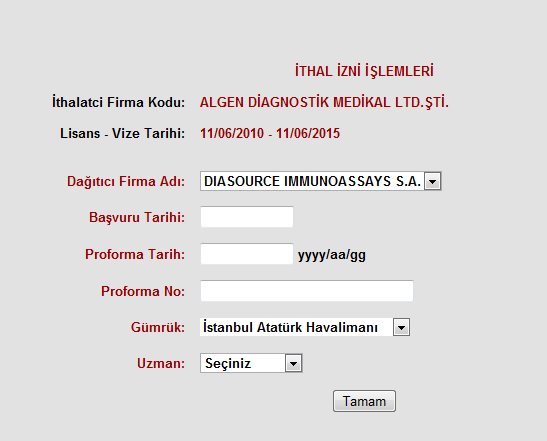 İTHAL İZNİ İŞLEMLERİ
İthalatci Firma Kodu: ALGEN DİAGNOSTİK MEDİKAL LTD.ŞTİ.
Lisans - Vize Tarihi: 11/06/2010 - 11/06/2015
Dağıtıcı Firma Adı: DIASOURCE IMMUNOASSAYS S.A.
Başvuru Tarihi:
Proforma Tarih: yyyy/aa/gg
Proforma No:
Gümrük: İstanbul Atatürk Havalimanı
Uzman: Seçiniz
Tamam